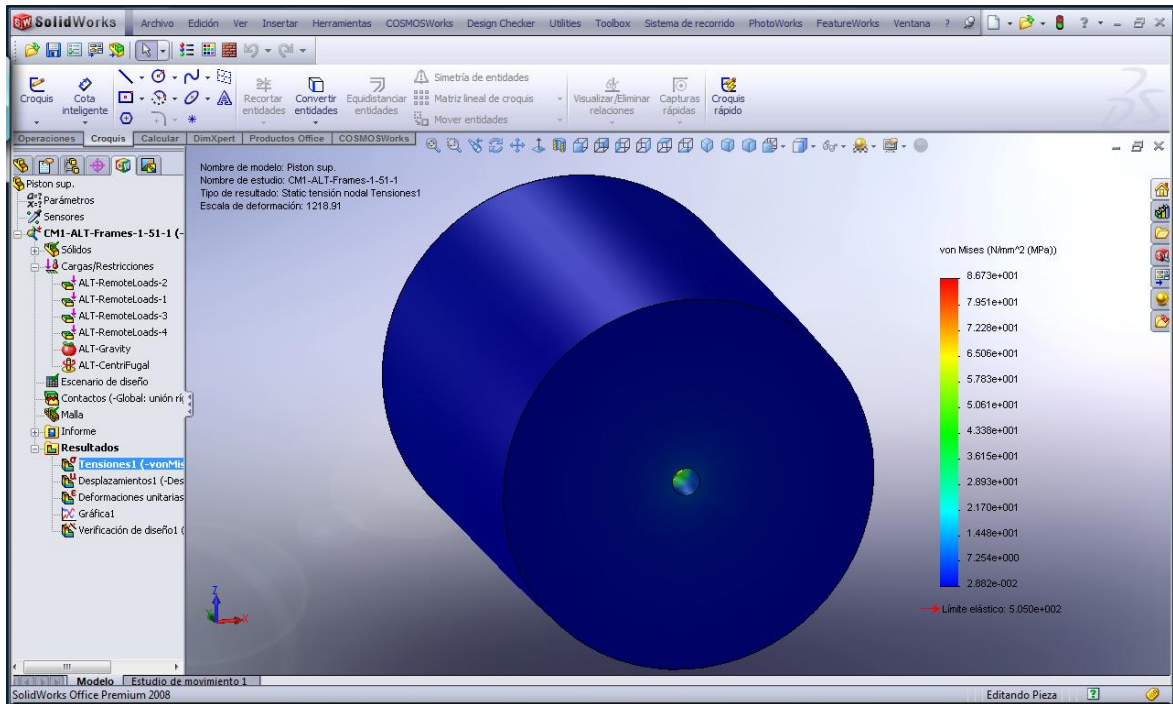 SolidWorks Archivo Edición Ver Insertar Herramientas COSMOSWorks Design Checker Utilities Toolbox Sistema de recorrido PhotoWorks FeatureWorks Ventana ?
Croquis
Cota inteligente
Recortar entidades
Convertir entidades
Equidistanciar entidades
Simetría de entidades
Matriz lineal de croquis
Mover entidades
Visualizar/Eliminar relaciones
Capturas rápidas
Croquis rápido
Operaciones Croquis Calcular DimXpert Productos Office COSMOSWorks
Piston sup.
Parámetros
Sensores
CM1-ALT-Frames-1-51-1 (-
Sólidos
Cargas/Restricciones
ALT-RemoteLoads-2
ALT-RemoteLoads-1
ALT-RemoteLoads-3
ALT-RemoteLoads-4
ALT-Gravity
ALT-CentriFugal
Escenario de diseño
Contactos (-Global: unión ríg
Malla
Informe
Resultados
Tensiones1 (-vonMis
Desplazamientos1 (-Des
Deformaciones unitarias
Gráfica1
Verificación de diseño1 (
Nombre de modelo: Piston sup.
Nombre de estudio: CM1-ALT-Frames-1-51-1
Tipo de resultado: Static tensión nodal Tensiones1
Escala de deformación: 1218.91
von Mises (N/mm^2 (MPa))
8.673e+001
7.951e+001
7.228e+001
6.506e+001
5.783e+001
5.061e+001
4.338e+001
3.615e+001
2.893e+001
2.170e+001
1.448e+001
7.254e+000
2.882e-002
Límite elástico: 5.050e+002
Z
X
Modelo Estudio de movimiento 1
SolidWorks Office Premium 2008
Editando Pieza